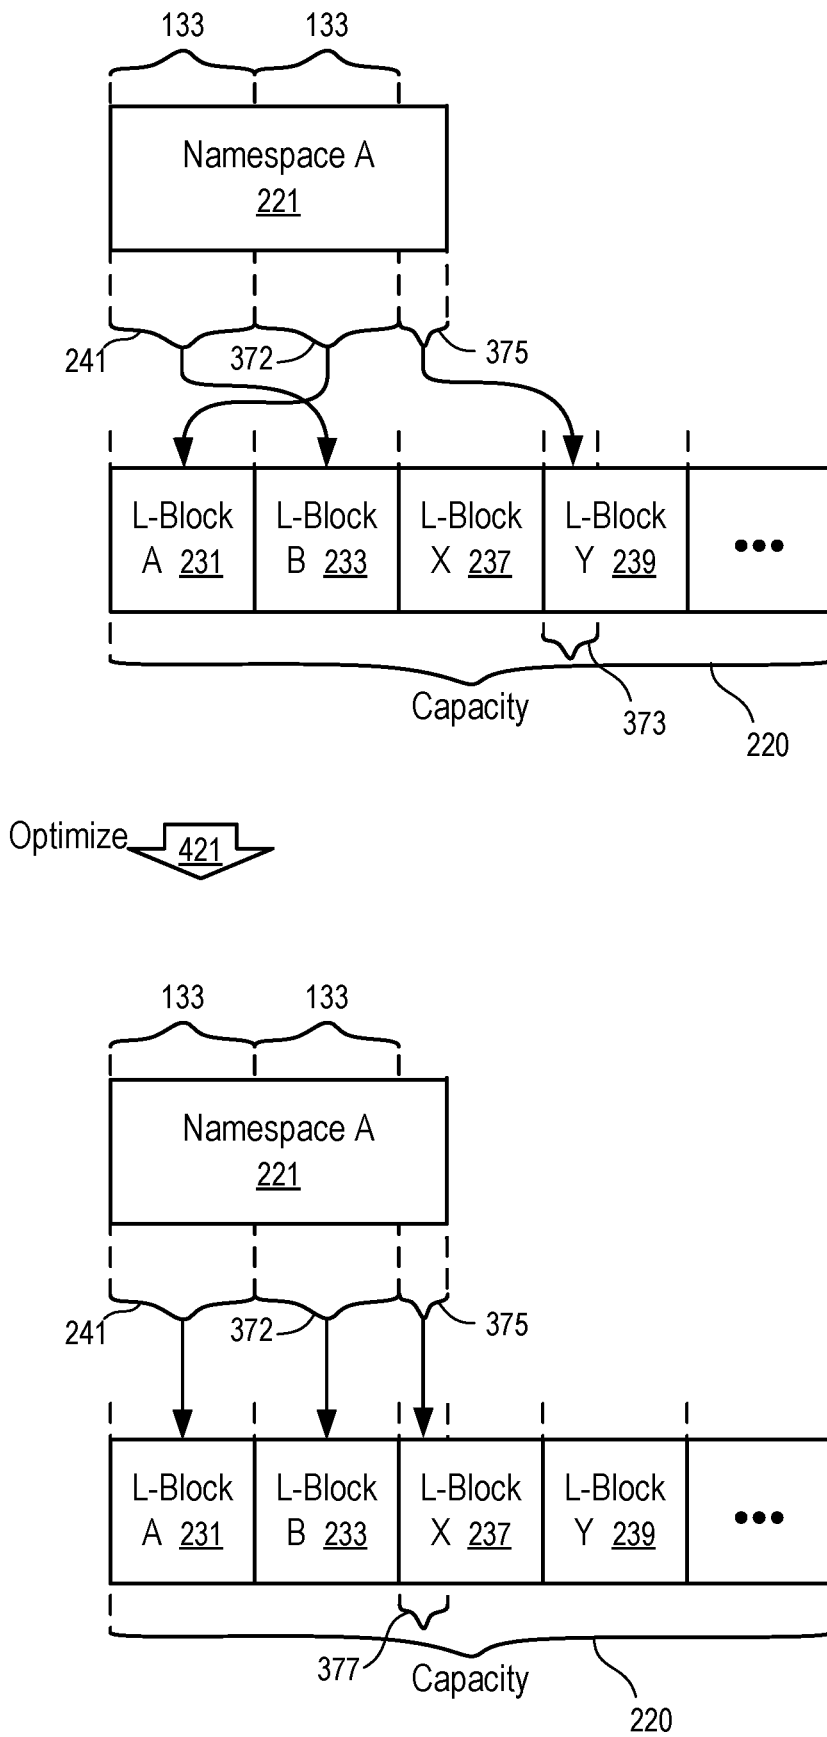 133 133
Namespace A
221
241 372 375
L-Block L-Block L-Block L-Block
A 231 B 233 X 237 Y 239 •••
Capacity 373
220
Optimize 421
133 133
Namespace A
221
241 372 375
L-Block L-Block L-Block L-Block
A 231 B 233 X 237 Y 239 •••
377 Capacity
220